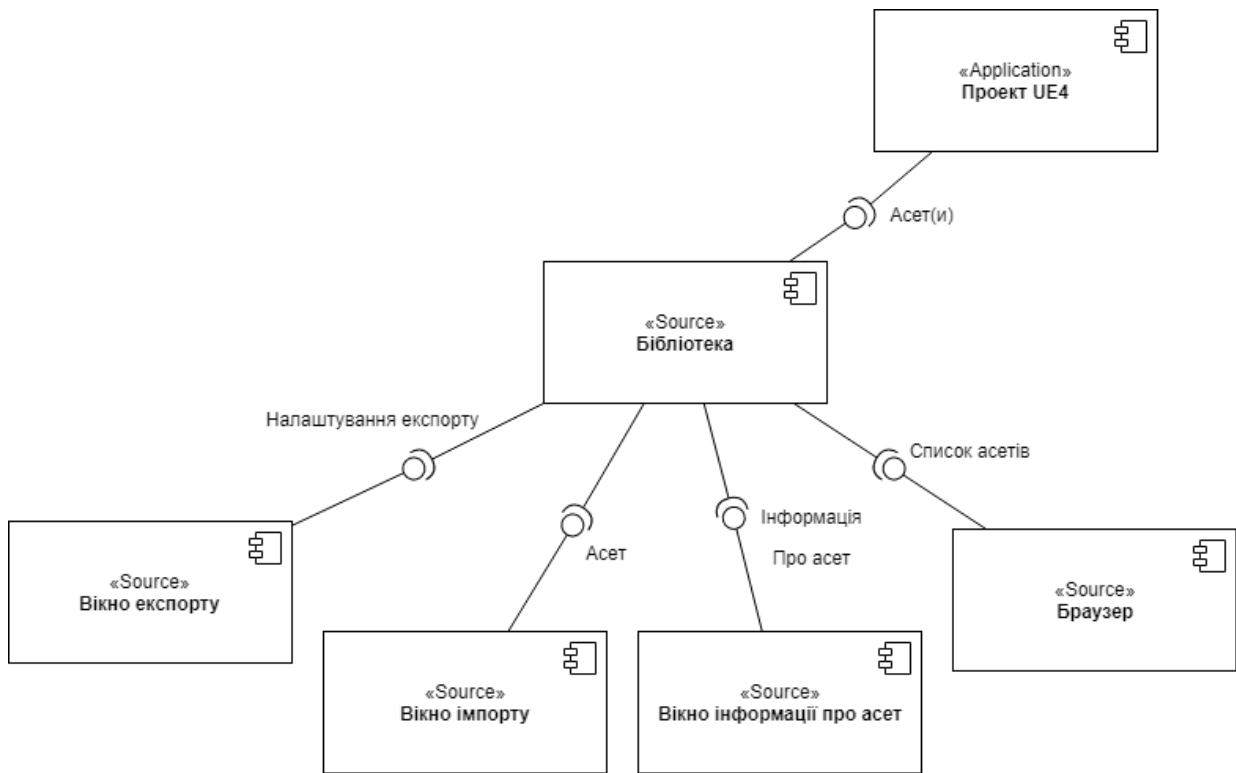 «Application»
Проект UE4
Асет(и)
«Source»
Бібліотека
Налаштування експорту
Список асетів
Інформація
Про асет
Асет
«Source»
Вікно експорту
«Source»
Вікно імпорту
«Source»
Вікно інформації про асет
«Source»
Браузер